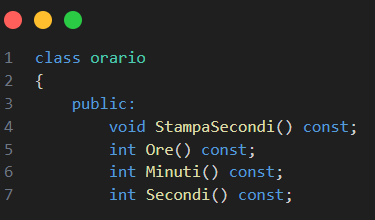 1 class orario
2 {
3     public:
4         void StampaSecondi() const;
5         int Ore() const;
6         int Minuti() const;
7         int Secondi() const;